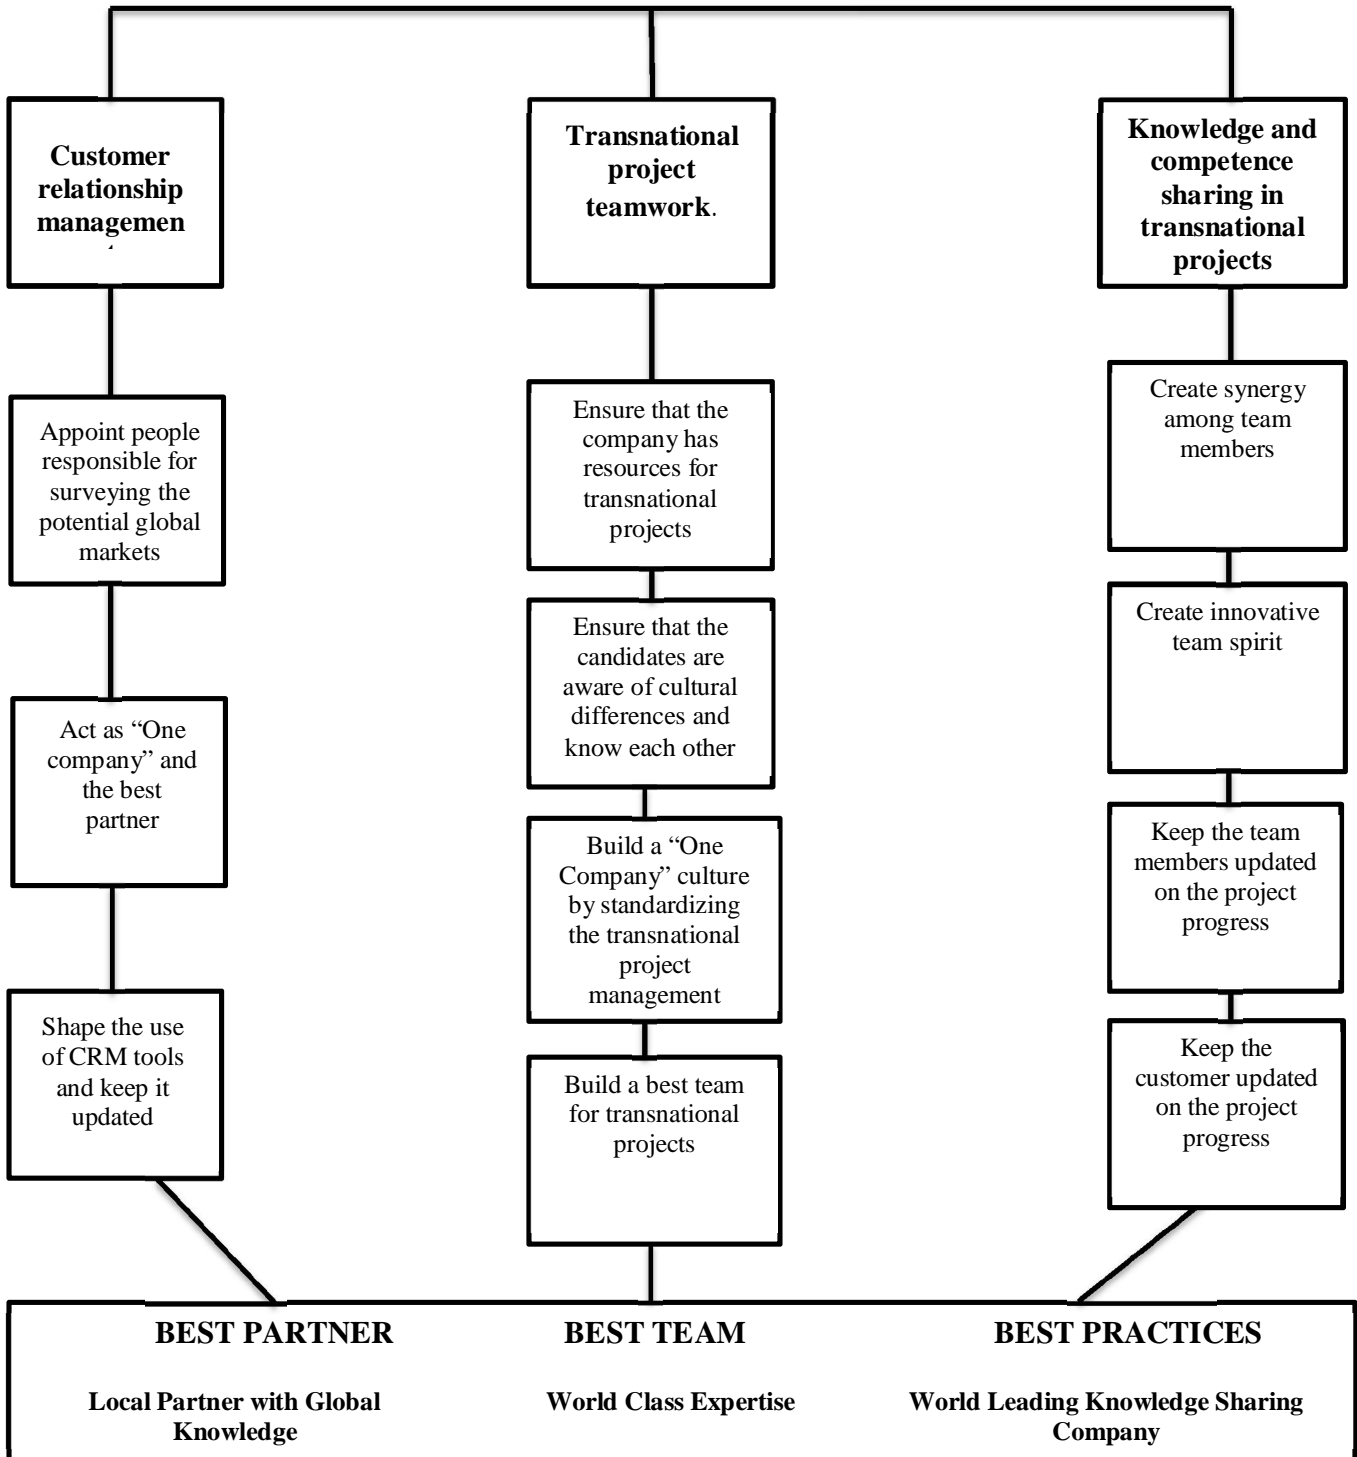 Customer
relationship
managemen
Transnational
project
teamwork.
Knowledge and
competence
sharing in
transnational
projects
Appoint people
responsible for
surveying the
potential global
markets
Act as “One
company” and
the best
partner
Shape the use
of CRM tools
and keep it
updated
Ensure that the
company has
resources for
transnational
projects
Ensure that the
candidates are
aware of cultural
differences and
know each other
Build a “One
Company” culture
by standardizing
the transnational
project
management
Build a best team
for transnational
projects
Create synergy
among team
members
Create innovative
team spirit
Keep the team
members updated
on the project
progress
Keep the
customer updated
on the project
progress
BEST PARTNER
Local Partner with Global
Knowledge
BEST TEAM
World Class Expertise
BEST PRACTICES
World Leading Knowledge Sharing
Company